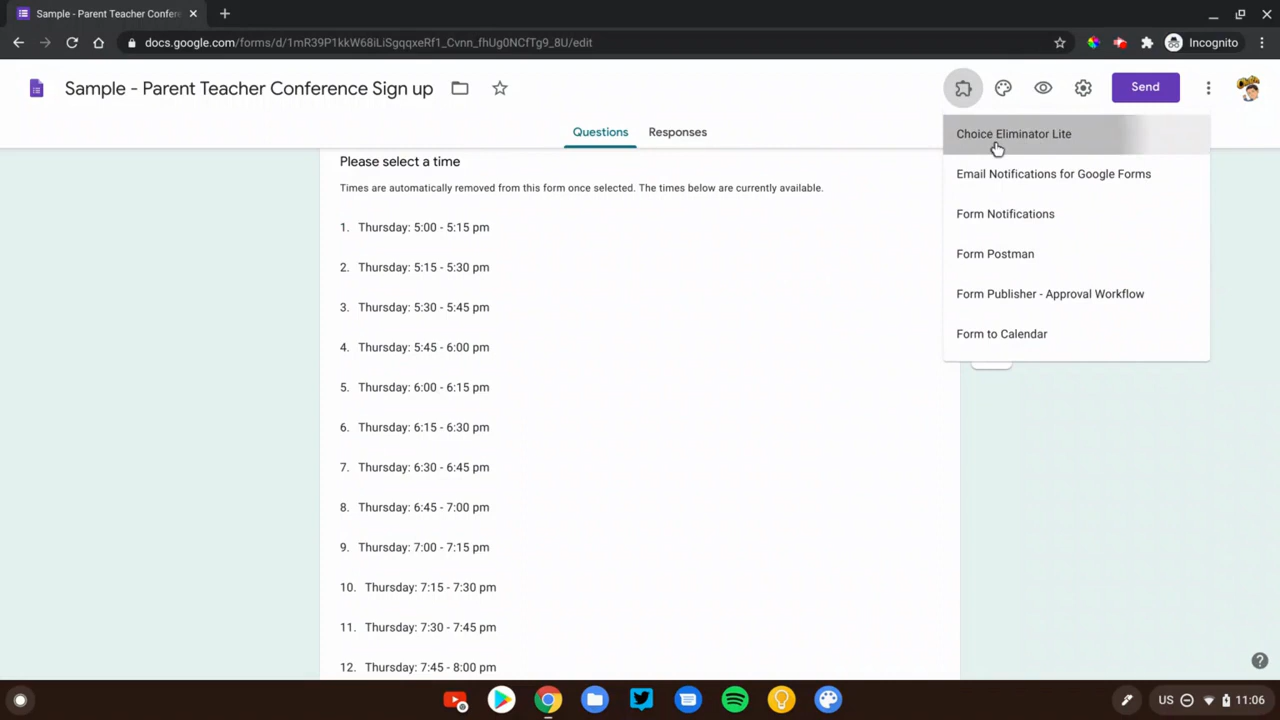 Sample - Parent Teacher Confere
docs.google.com/forms/d/1mR39P1kkW68iLiSgqqxeRf1_Cvnn_fhUg0NCfTg9_8U/edit
Incognito
Sample - Parent Teacher Conference Sign up
Send
Questions
Responses
Choice Eliminator Lite
Email Notifications for Google Forms
Form Notifications
Form Postman
Form Publisher - Approval Workflow
Form to Calendar
Please select a time
Times are automatically removed from this form once selected. The times below are currently available.
1. Thursday: 5:00 - 5:15 pm
2. Thursday: 5:15 - 5:30 pm
3. Thursday: 5:30 - 5:45 pm
4. Thursday: 5:45 - 6:00 pm
5. Thursday: 6:00 - 6:15 pm
6. Thursday: 6:15 - 6:30 pm
7. Thursday: 6:30 - 6:45 pm
8. Thursday: 6:45 - 7:00 pm
9. Thursday: 7:00 - 7:15 pm
10. Thursday: 7:15 - 7:30 pm
11. Thursday: 7:30 - 7:45 pm
12. Thursday: 7:45 - 8:00 pm
US
11:06